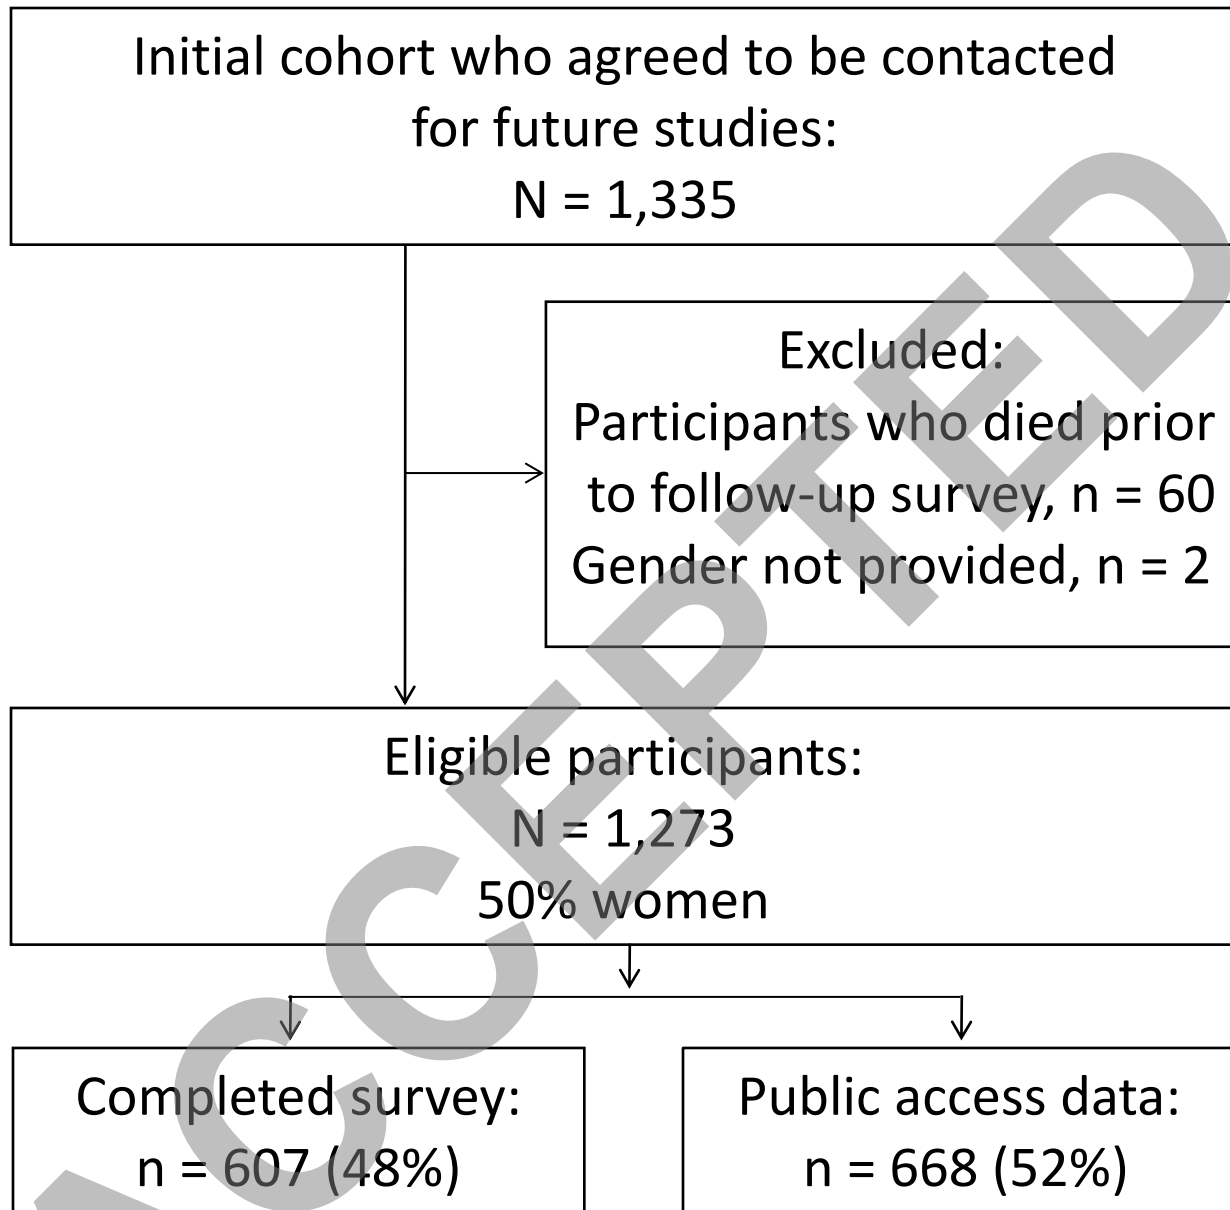 Initial cohort who agreed to be contacted
for future studies:
N = 1,335
Excluded:
Participants who died prior
to follow-up survey, n = 60
Gender not provided, n = 2
Eligible participants:
N = 1,273
50% women
Completed survey:
n = 607 (48%)
Public access data:
n = 668 (52%)
ACCEPTED